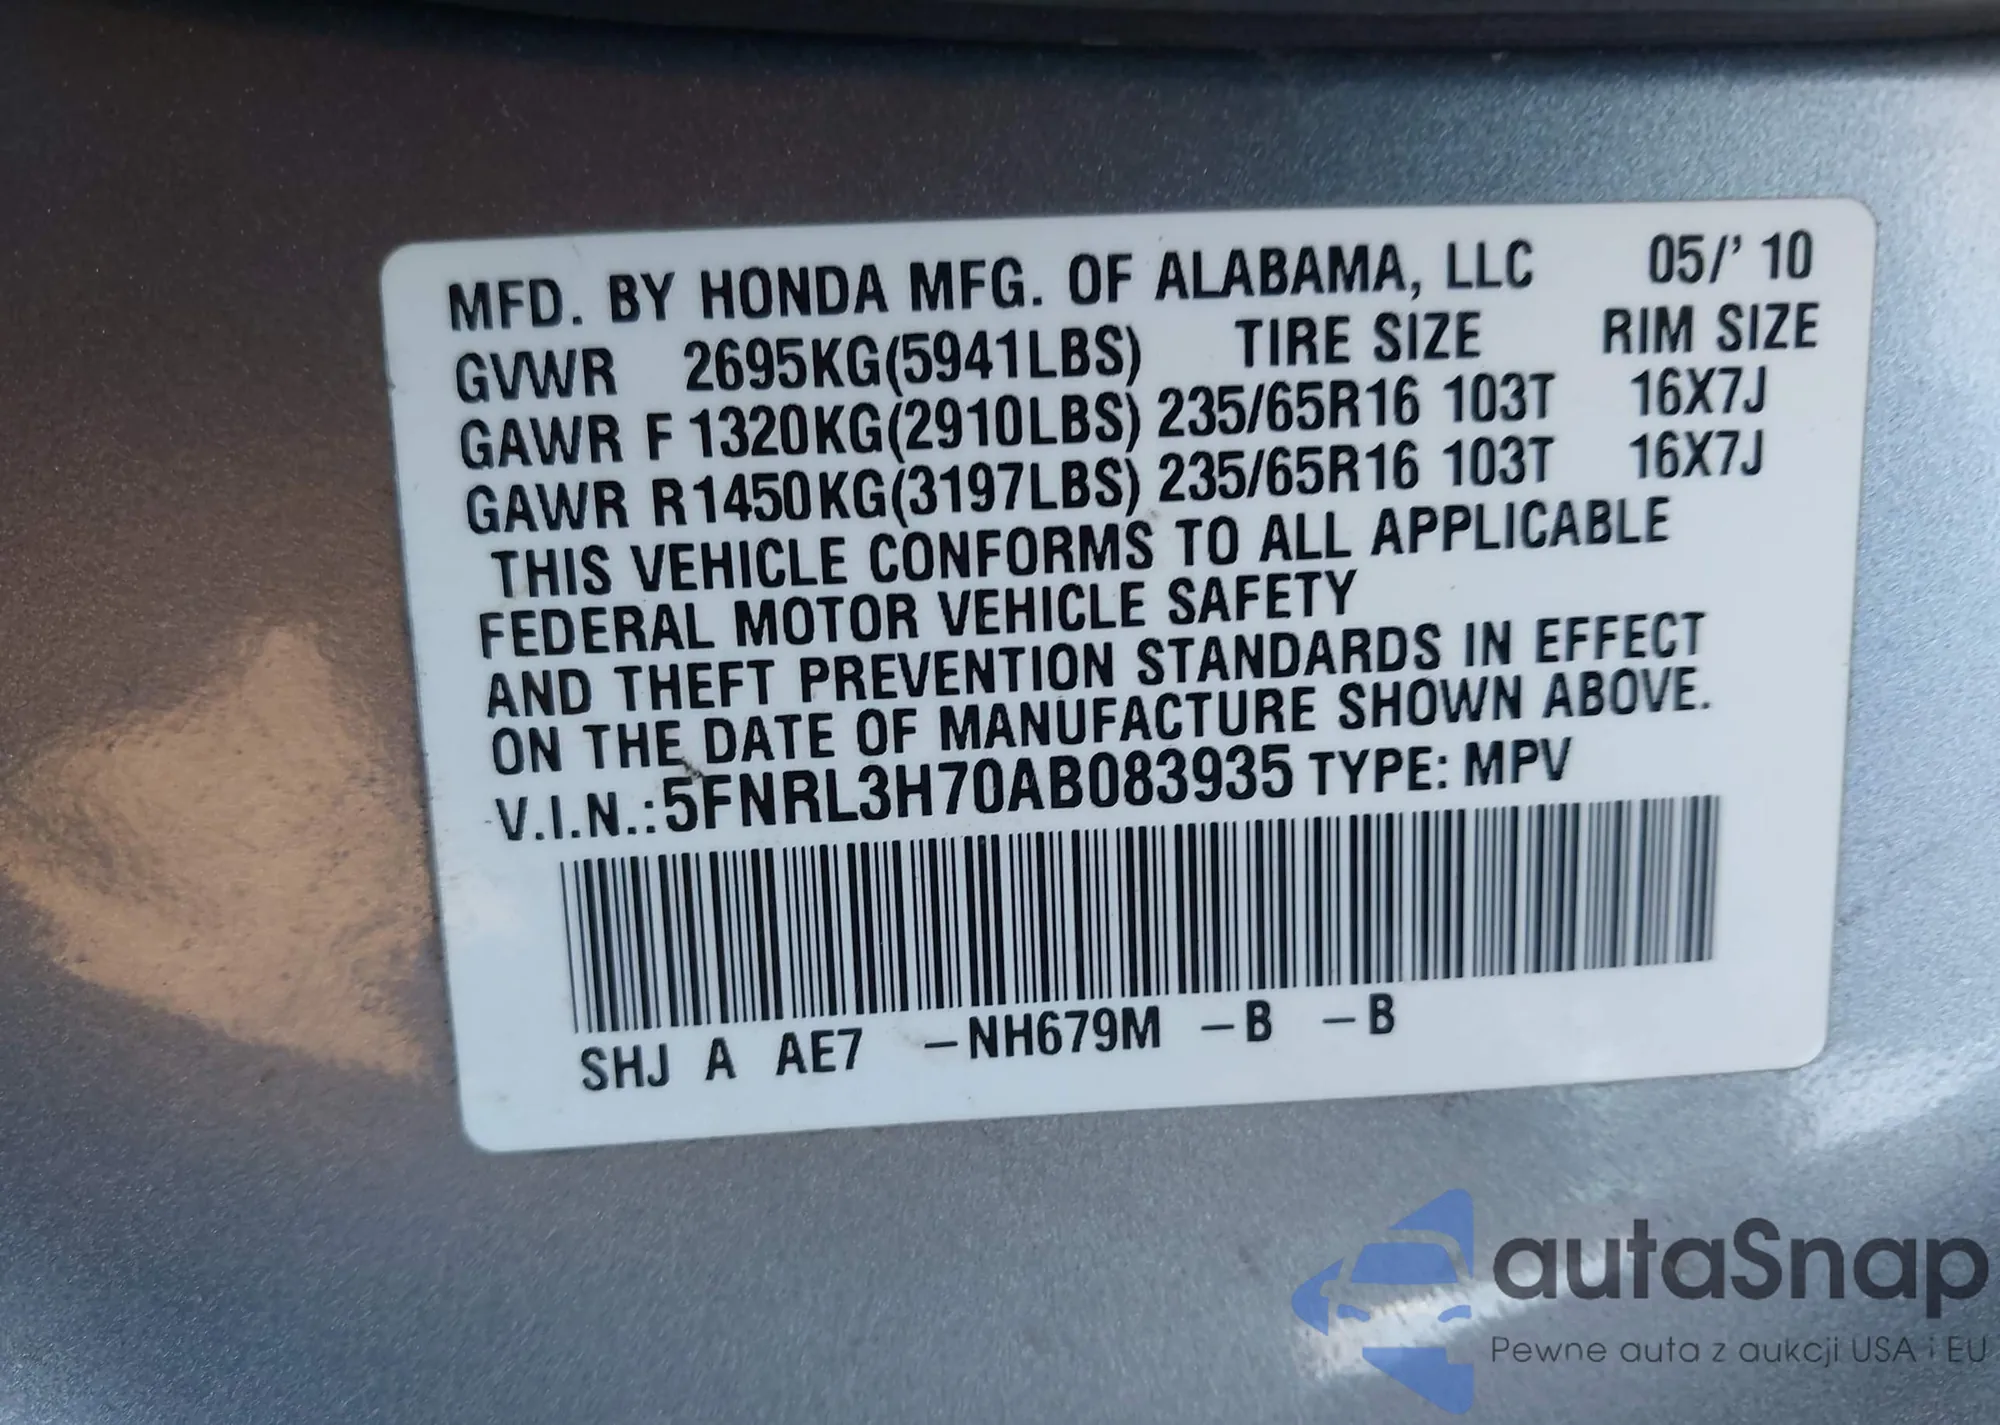 MFD. BY HONDA MFG. OF ALABAMA, LLC 05/' 10
GVWR 2695KG(5941LBS) TIRE SIZE RIM SIZE
GAWR F 1320KG(2910LBS) 235/65R16 103T 16X7J
GAWR R 1450KG(3197LBS) 235/65R16 103T 16X7J
THIS VEHICLE CONFORMS TO ALL APPLICABLE
FEDERAL MOTOR VEHICLE SAFETY
AND THEFT PREVENTION STANDARDS IN EFFECT
ON THE DATE OF MANUFACTURE SHOWN ABOVE.
V.I.N.:5FNRL3H70AB083935 TYPE: MPV
SHJ A AE7 –NH679M –B –B
autaSnap
Pewne auta z aukcji USA i EU